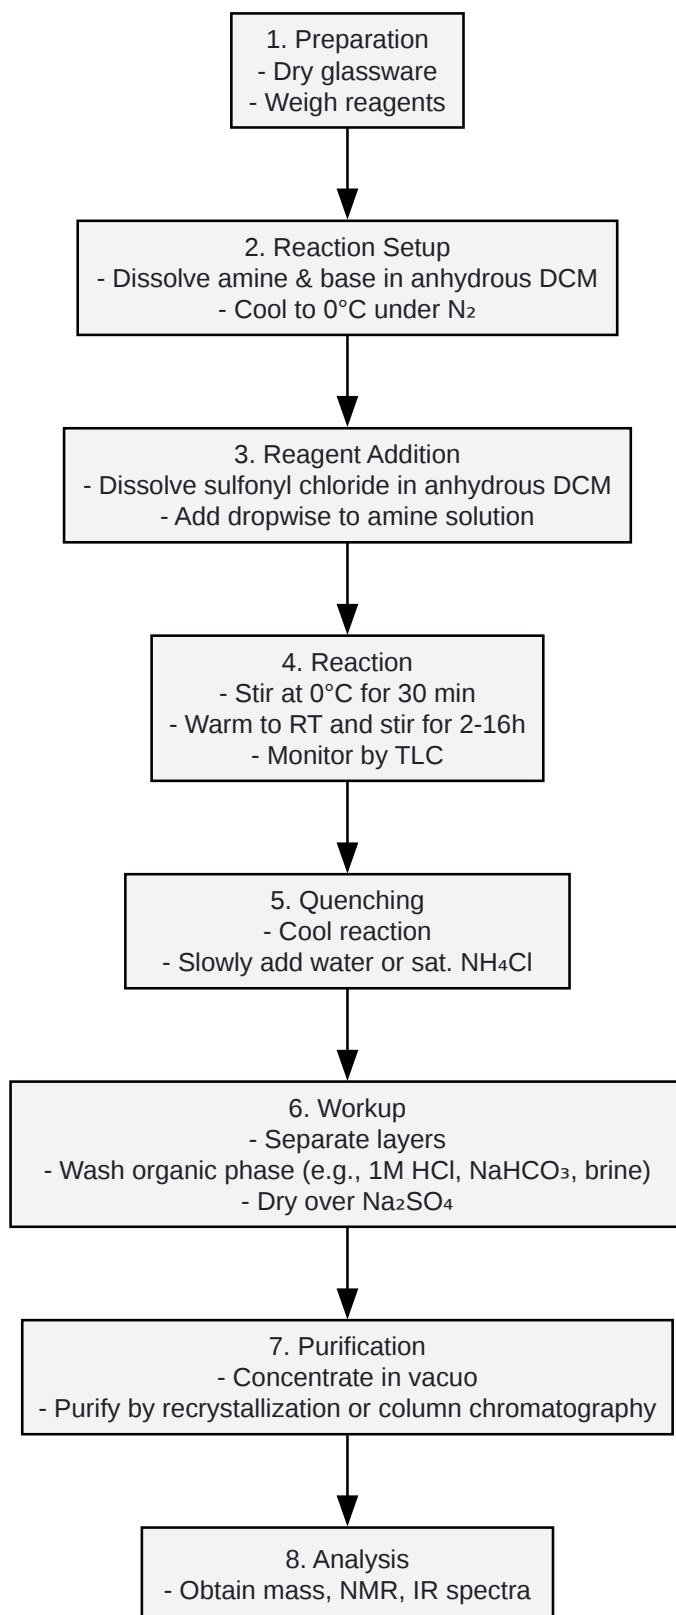 1. Preparation
- Dry glassware
- Weigh reagents
2. Reaction Setup
- Dissolve amine & base in anhydrous DCM
- Cool to 0°C under N₂
3. Reagent Addition
- Dissolve sulfonyl chloride in anhydrous DCM
- Add dropwise to amine solution
4. Reaction
- Stir at 0°C for 30 min
- Warm to RT and stir for 2-16h
- Monitor by TLC
5. Quenching
- Cool reaction
- Slowly add water or sat. NH₄Cl
6. Workup
- Separate layers
- Wash organic phase (e.g., 1M HCl, NaHCO₃, brine)
- Dry over Na₂SO₄
7. Purification
- Concentrate in vacuo
- Purify by recrystallization or column chromatography
8. Analysis
- Obtain mass, NMR, IR spectra